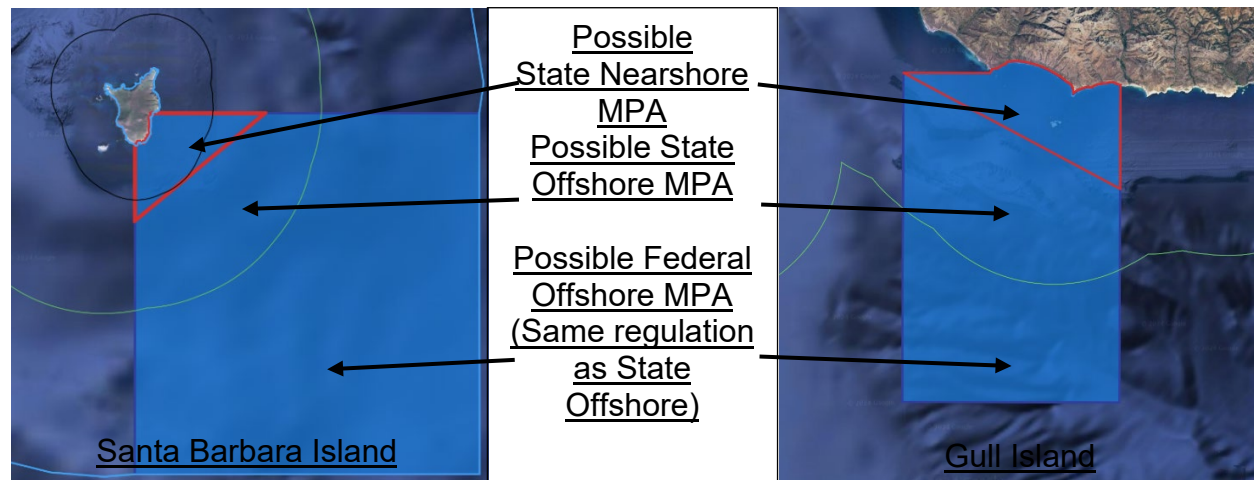 Possible
State Nearshore
MPA
Possible State
Offshore MPA
Possible Federal
Offshore MPA
(Same regulation
as State
Offshore)
Santa Barbara Island
Gull Island